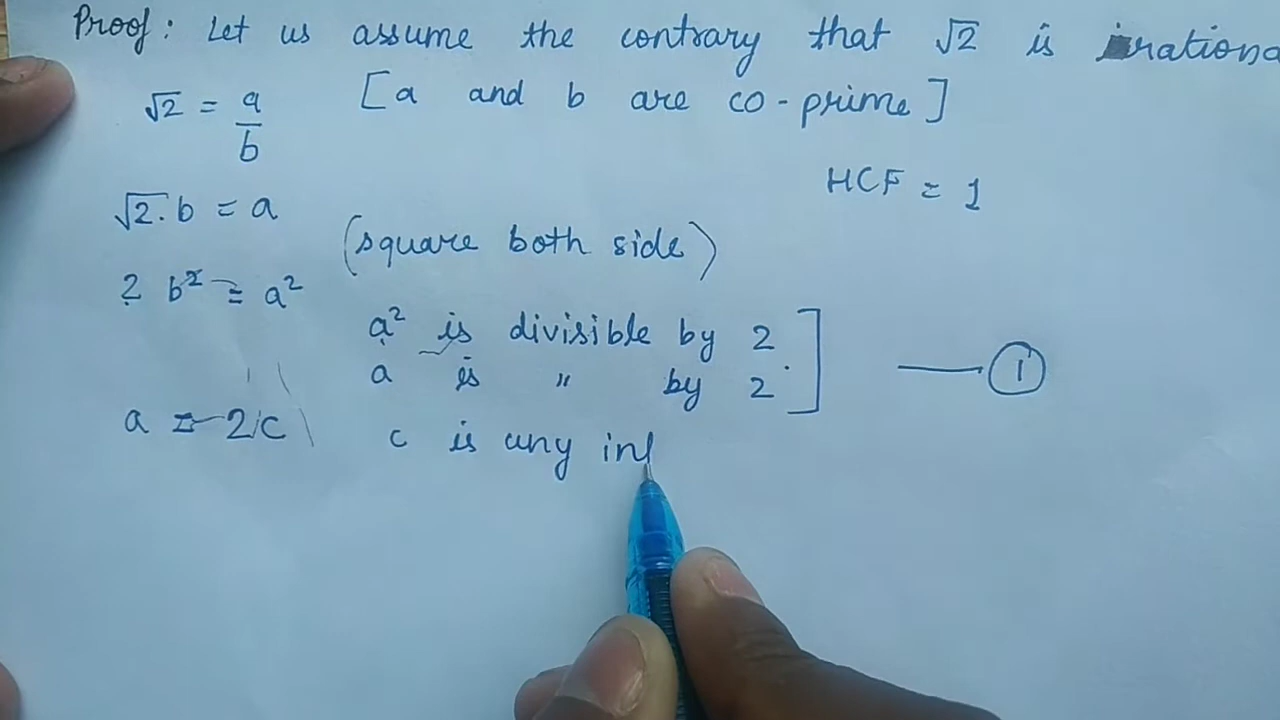 Proof: Let us assume the contrary that √2 is rationa
√2 = a/b [a and b are co-prime]
HCF = 1
√2.b = a
(square both side)
2 b² = a²
a² is divisible by 2
a is " by 2.
1
a = 2c
c is any int